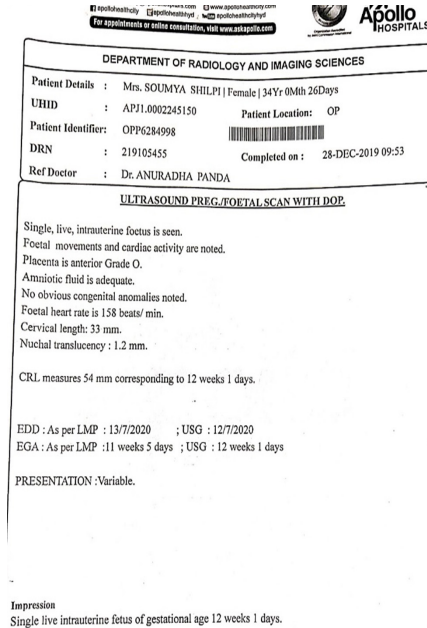 apollohealthcity apollohealthhyd www.apollohealthcity.com apollohealthcityhyd
For appointments or online consultation, visit www.askapollo.com
Apollo
HOSPITALS
DEPARTMENT OF RADIOLOGY AND IMAGING SCIENCES
Patient Details : Mrs. SOUMYA SHILPI | Female | 34Yr 0Mth 26Days
UHID : APJ1.0002245150 Patient Location: OP
Patient Identifier: OPP6284998
DRN : 219105455 Completed on : 28-DEC-2019 09:53
Ref Doctor : Dr. ANURADHA PANDA
ULTRASOUND PREG./FOETAL SCAN WITH DOP.
Single, live, intrauterine foetus is seen.
Foetal movements and cardiac activity are noted.
Placenta is anterior Grade O.
Amniotic fluid is adequate.
No obvious congenital anomalies noted.
Foetal heart rate is 158 beats/ min.
Cervical length: 33 mm.
Nuchal translucency : 1.2 mm.
CRL measures 54 mm corresponding to 12 weeks 1 days.
EDD : As per LMP : 13/7/2020 ; USG : 12/7/2020
EGA : As per LMP :11 weeks 5 days ; USG : 12 weeks 1 days
PRESENTATION :Variable.
Impression
Single live intrauterine fetus of gestational age 12 weeks 1 days.